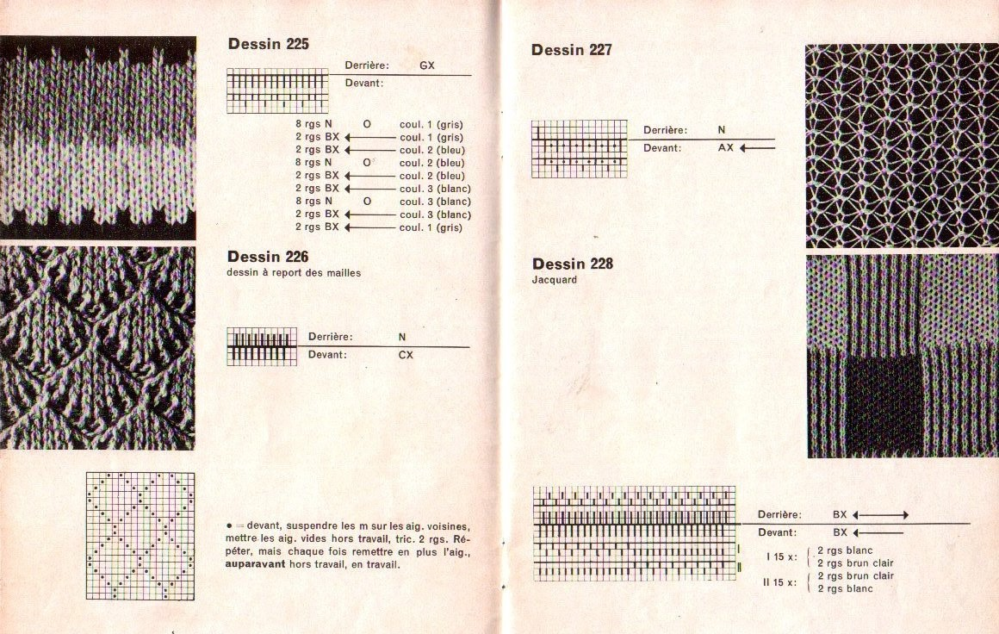 Dessin 225
Derrière: GX
Devant:
8 rgs N O coul. 1 (gris)
2 rgs BX ← coul. 1 (gris)
2 rgs BX ← coul. 2 (bleu)
8 rgs N O coul. 2 (bleu)
2 rgs BX ← coul. 2 (bleu)
2 rgs BX ← coul. 3 (blanc)
8 rgs N O coul. 3 (blanc)
2 rgs BX ← coul. 3 (blanc)
2 rgs BX ← coul. 1 (gris)
Dessin 226
dessin à report des mailles
Derrière: N
Devant: CX
● = devant, suspendre les m sur les aig. voisines,
mettre les aig. vides hors travail, tric. 2 rgs. Ré-
péter, mais chaque fois remettre en plus l'aig.,
auparavant hors travail, en travail.
Dessin 227
Derrière: N
Devant: AX ←
Dessin 228
Jacquard
Derrière: BX ↔
Devant: BX ←
I
II
I 15 x: { 2 rgs blanc
2 rgs brun clair
II 15 x: { 2 rgs brun clair
2 rgs blanc